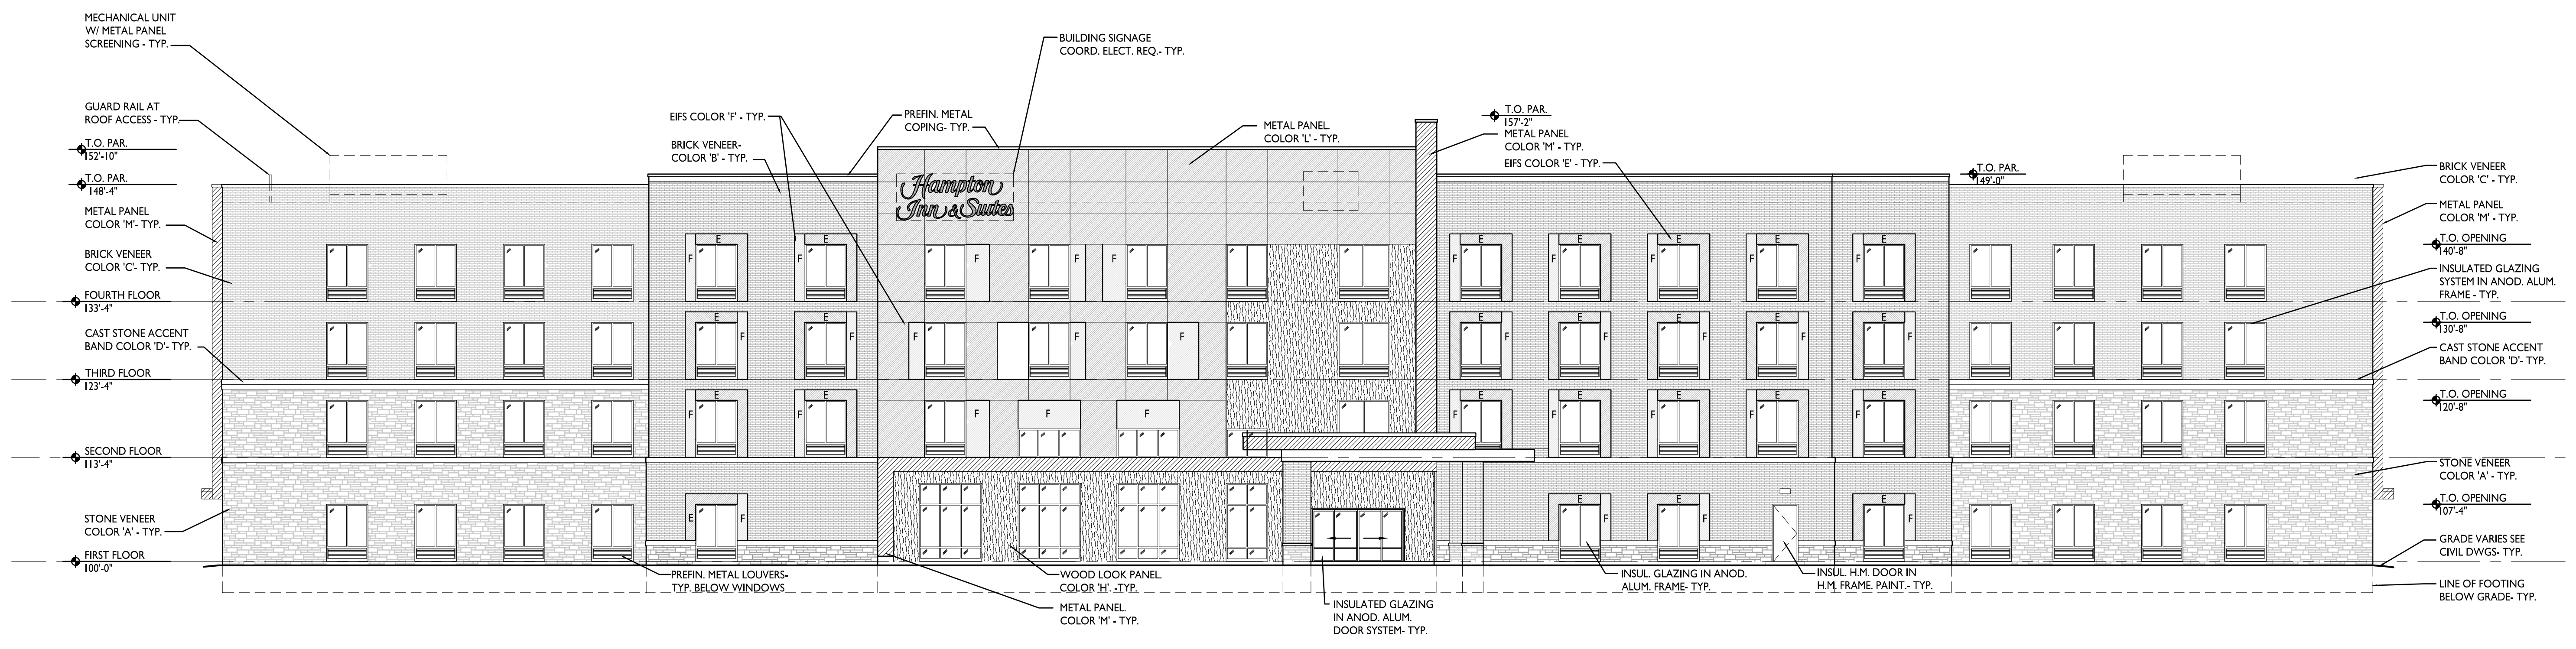 MECHANICAL UNIT
W/ METAL PANEL
SCREENING - TYP.
GUARD RAIL AT
ROOF ACCESS - TYP.
T.O. PAR.
152'-10"
T.O. PAR.
148'-4"
METAL PANEL
COLOR 'M'- TYP.
BRICK VENEER
COLOR 'C'- TYP.
FOURTH FLOOR
133'-4"
CAST STONE ACCENT
BAND COLOR 'D'- TYP.
THIRD FLOOR
123'-4"
SECOND FLOOR
113'-4"
STONE VENEER
COLOR 'A' - TYP.
FIRST FLOOR
100'-0"
EIFS COLOR 'F' - TYP.
BRICK VENEER-
COLOR 'B' - TYP.
PREFIN. METAL
COPING- TYP.
BUILDING SIGNAGE
COORD. ELECT. REQ.- TYP.
METAL PANEL.
COLOR 'L' - TYP.
Hampton
Inn & Suites
T.O. PAR.
157'-2"
METAL PANEL
COLOR 'M' - TYP.
EIFS COLOR 'E' - TYP.
T.O. PAR.
149'-0"
E E E E E E E
F F F F F F F F F F
E E E E E E E
F F F F F F F F F F F
E E E E E E E
F F F F F F F F F F
E E E E
E F F F F
PREFIN. METAL LOUVERS-
TYP. BELOW WINDOWS
WOOD LOOK PANEL.
COLOR 'H'. -TYP.
METAL PANEL.
COLOR 'M' - TYP.
INSULATED GLAZING
IN ANOD. ALUM.
DOOR SYSTEM- TYP.
INSUL. GLAZING IN ANOD.
ALUM. FRAME- TYP.
INSUL. H.M. DOOR IN
H.M. FRAME. PAINT.- TYP.
BRICK VENEER
COLOR 'C' - TYP.
METAL PANEL
COLOR 'M' - TYP.
T.O. OPENING
140'-8"
INSULATED GLAZING
SYSTEM IN ANOD. ALUM.
FRAME - TYP.
T.O. OPENING
130'-8"
CAST STONE ACCENT
BAND COLOR 'D'- TYP.
T.O. OPENING
120'-8"
STONE VENEER
COLOR 'A' - TYP.
T.O. OPENING
107'-4"
GRADE VARIES SEE
CIVIL DWGS- TYP.
LINE OF FOOTING
BELOW GRADE- TYP.